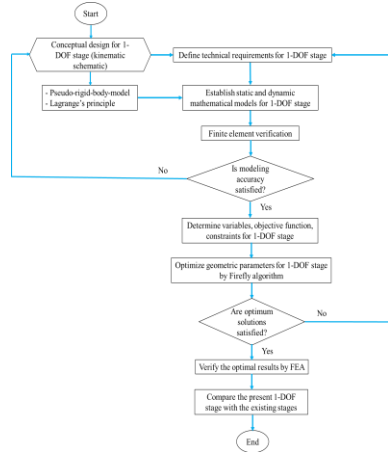 Start
Conceptual design for 1-
DOF stage (kinematic
schematic)
Define technical requirements for 1-DOF stage
- Pseudo-rigid-body-model
- Lagrange's principle
Establish static and dynamic
mathematical models for 1-DOF stage
Finite element verification
No
Is modeling
accuracy
satisfied?
Yes
Determine variables, objective function,
constraints for 1-DOF stage
Optimize geometric parameters for 1-DOF stage
by Firefly algorithm
Are optimum
solutions
satisfied?
No
Yes
Verify the optimal results by FEA
Compare the present 1-DOF
stage with the existing stages
End